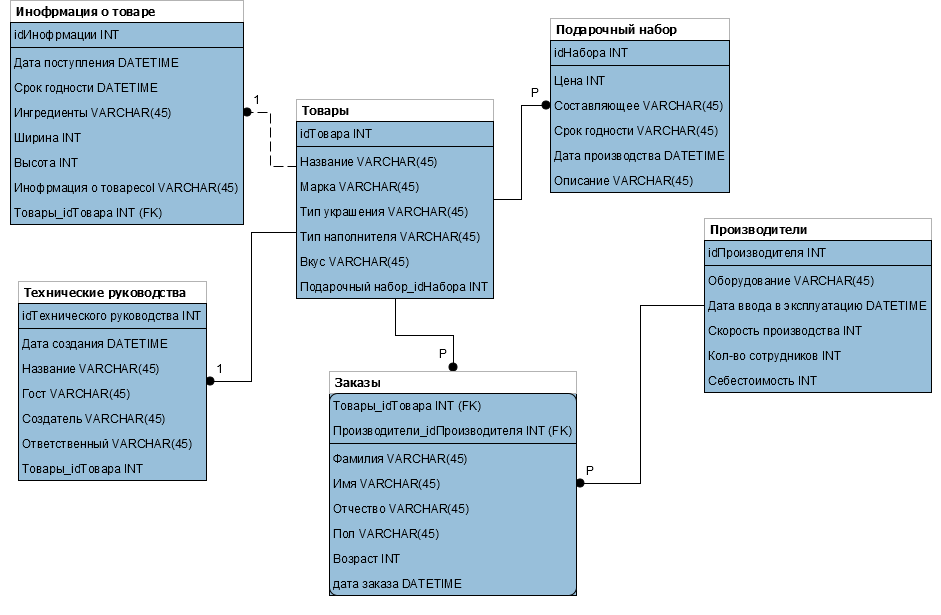 Инофрмация о товаре
idИнофрмации INT
Дата поступления DATETIME
Срок годности DATETIME
Ингредиенты VARCHAR(45)
Ширина INT
Высота INT
Инофрмация о товареcol VARCHAR(45)
Товары_idТовара INT (FK)
1
Товары
idТовара INT
Название VARCHAR(45)
Марка VARCHAR(45)
Тип украшения VARCHAR(45)
Тип наполнителя VARCHAR(45)
Вкус VARCHAR(45)
Подарочный набор_idНабора INT
P
Подарочный набор
idНабора INT
Цена INT
Составляющее VARCHAR(45)
Срок годности VARCHAR(45)
Дата производства DATETIME
Описание VARCHAR(45)
Производители
idПроизводителя INT
Оборудование VARCHAR(45)
Дата ввода в эксплуатацию DATETIME
Скорость производства INT
Кол-во сотрудников INT
Себестоимость INT
Технические руководства
idТехнического руководства INT
Дата создания DATETIME
Название VARCHAR(45)
Гост VARCHAR(45)
Создатель VARCHAR(45)
Ответственный VARCHAR(45)
Товары_idТовара INT
1
P
Заказы
Товары_idТовара INT (FK)
Производители_idПроизводителя INT (FK)
Фамилия VARCHAR(45)
Имя VARCHAR(45)
Отчество VARCHAR(45)
Пол VARCHAR(45)
Возраст INT
дата заказа DATETIME
P